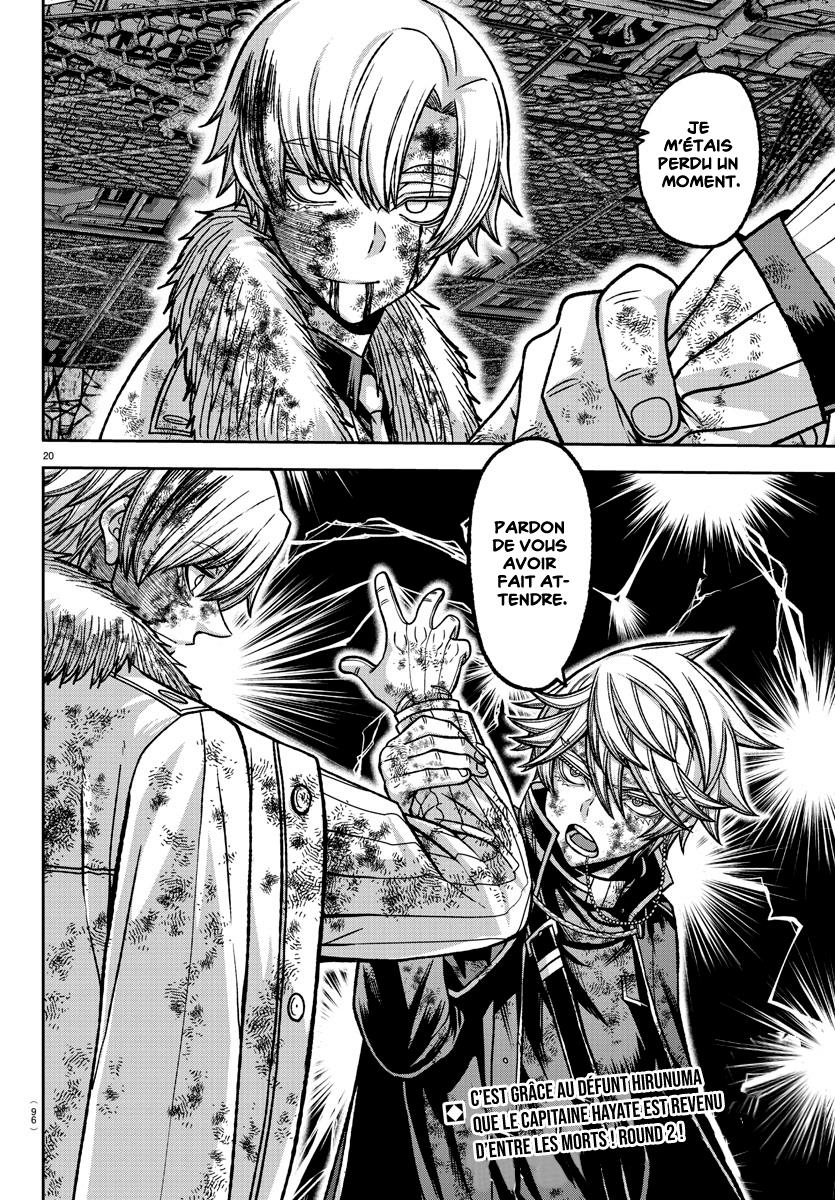 JE
M'ÉTAIS
PERDU UN
MOMENT.
20
PARDON
DE VOUS
AVOIR
FAIT AT-
TENDRE.
C'EST GRÂCE AU DÉFUNT HIRUNUMA
QUE LE CAPITAINE HAYATE EST REVENU
D'ENTRE LES MORTS ! ROUND 2 !
(96)